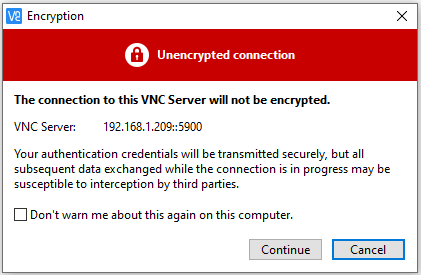 Encryption
Unencrypted connection
The connection to this VNC Server will not be encrypted.
VNC Server: 192.168.1.209::5900
Your authentication credentials will be transmitted securely, but all
subsequent data exchanged while the connection is in progress may be
susceptible to interception by third parties.
Don't warn me about this again on this computer.
Continue Cancel